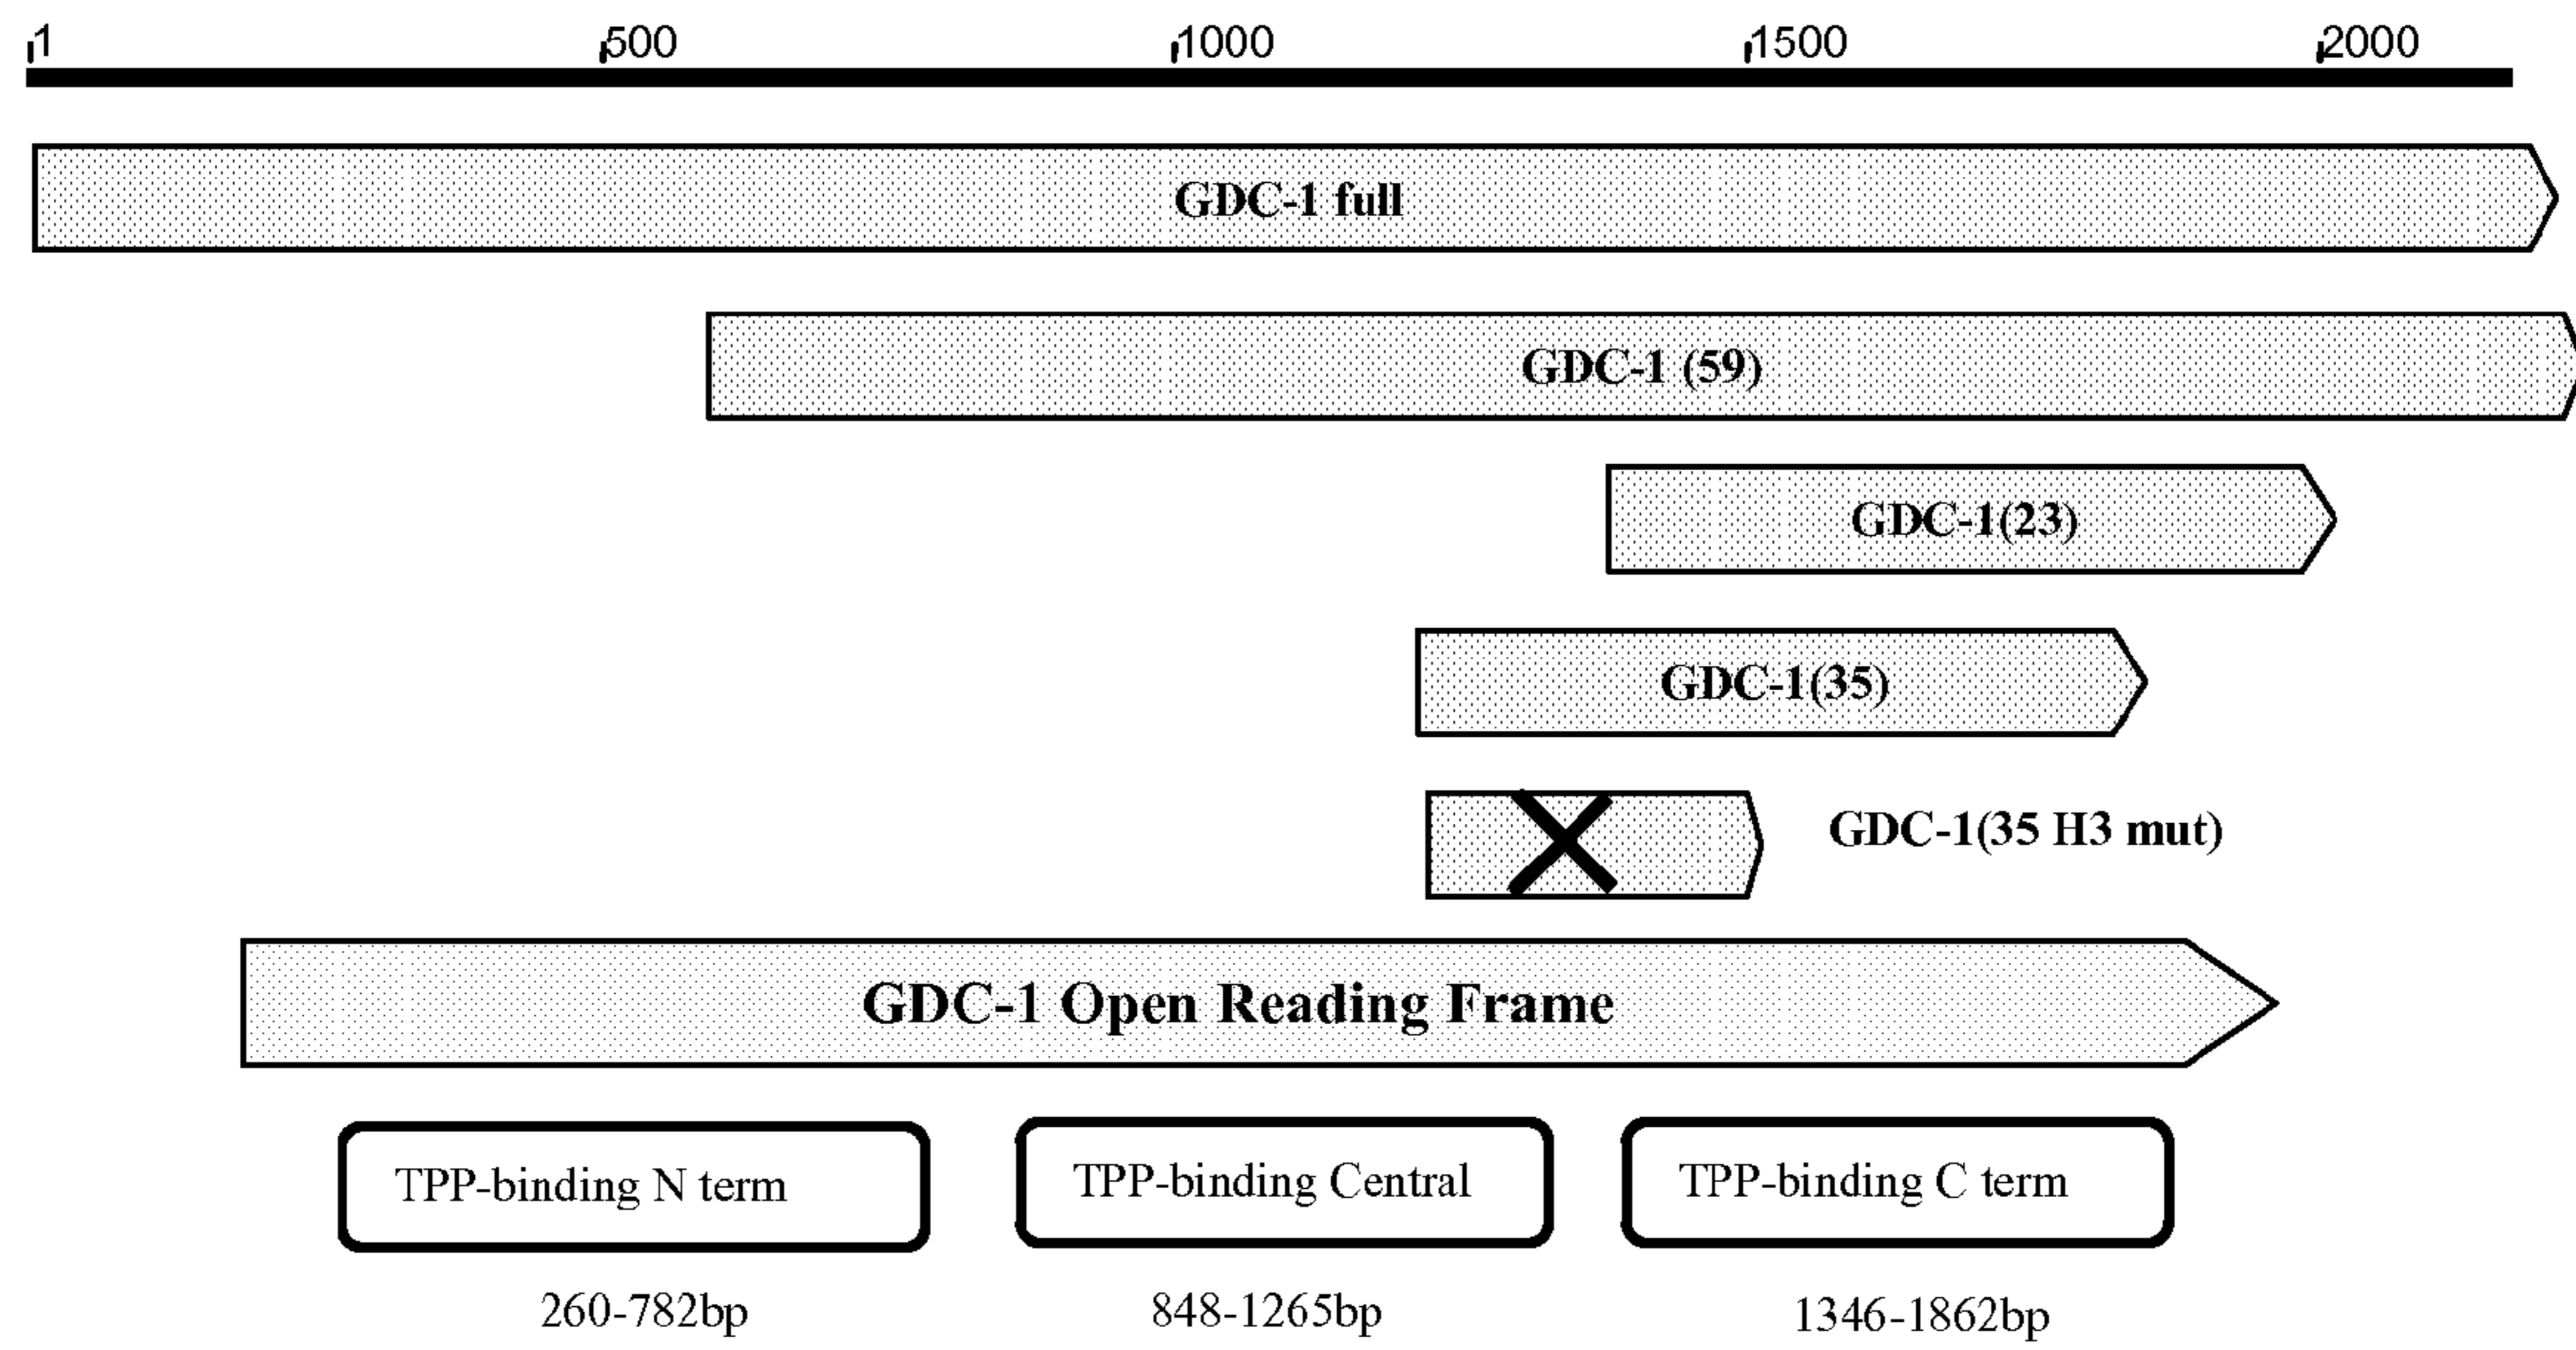 1 500 1000 1500 2000
GDC-1 full
GDC-1 (59)
GDC-1(23)
GDC-1(35)
GDC-1(35 H3 mut)
GDC-1 Open Reading Frame
TPP-binding N term TPP-binding Central TPP-binding C term
260-782bp 848-1265bp 1346-1862bp